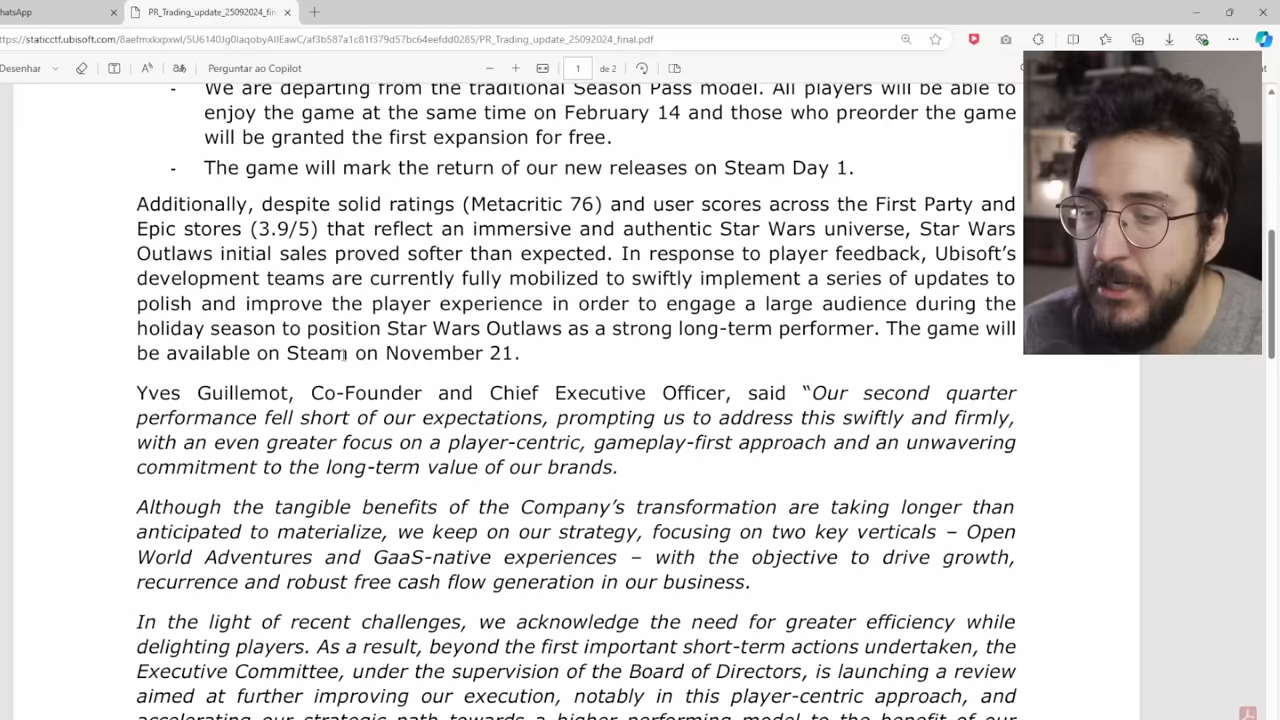 hatsApp
PR_Trading_update_25092024_fin
https://staticctf.ubisoft.com/8aefmxkxpxwl/
Desenhar
Perguntar ao Copilot
1 de 2
- We are departing from the traditional Season Pass model. All players will be able to
enjoy the game at the same time on February 14 and those who preorder the game
will be granted the first expansion for free.
- The game will mark the return of our new releases on Steam Day 1.
Additionally, despite solid ratings (Metacritic 76) and user scores across the First Party and
Epic stores (3.9/5) that reflect an immersive and authentic Star Wars universe, Star Wars
Outlaws initial sales proved softer than expected. In response to player feedback, Ubisoft’s
development teams are currently fully mobilized to swiftly implement a series of updates to
polish and improve the player experience in order to engage a large audience during the
holiday season to position Star Wars Outlaws as a strong long-term performer. The game will
be available on Steam on November 21.
Yves Guillemot, Co-Founder and Chief Executive Officer, said “Our second quarter
performance fell short of our expectations, prompting us to address this swiftly and firmly,
with an even greater focus on a player-centric, gameplay-first approach and an unwavering
commitment to the long-term value of our brands.
Although the tangible benefits of the Company’s transformation are taking longer than
anticipated to materialize, we keep on our strategy, focusing on two key verticals – Open
World Adventures and GaaS-native experiences – with the objective to drive growth,
recurrence and robust free cash flow generation in our business.
In the light of recent challenges, we acknowledge the need for greater efficiency while
delighting players. As a result, beyond the first important short-term actions undertaken, the
Executive Committee, under the supervision of the Board of Directors, is launching a review
aimed at further improving our execution, notably in this player-centric approach, and
accelerating our strategic path towards a higher performing model to the benefit of our